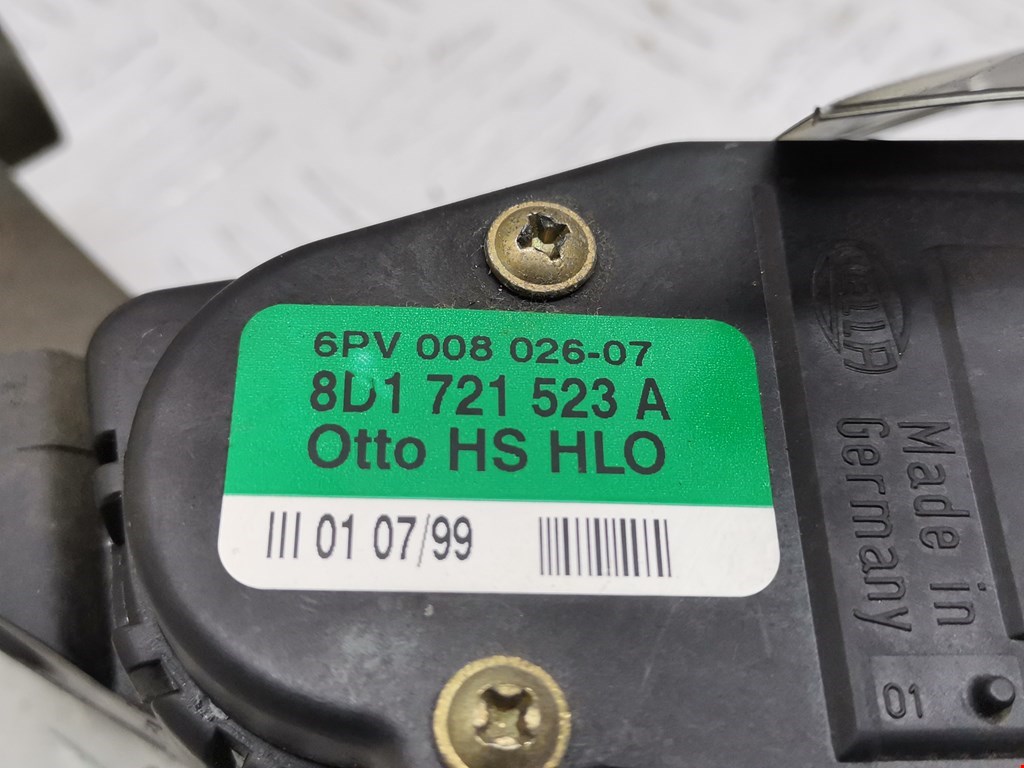 6PV 008 026-07
8D1 721 523 A
Otto HS HLO
III 01 07/99
HELLA
Made in
Germany
01